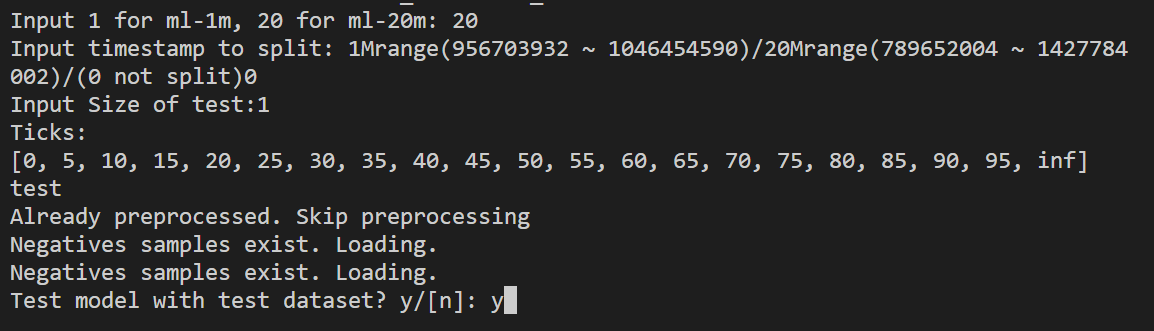 Input 1 for ml-1m, 20 for ml-20m: 20
Input timestamp to split: 1Mrange(956703932 ~ 1046454590)/20Mrange(789652004 ~ 1427784
002)/(0 not split)0
Input Size of test:1
Ticks:
[0, 5, 10, 15, 20, 25, 30, 35, 40, 45, 50, 55, 60, 65, 70, 75, 80, 85, 90, 95, inf]
test
Already preprocessed. Skip preprocessing
Negatives samples exist. Loading.
Negatives samples exist. Loading.
Test model with test dataset? y/[n]: y